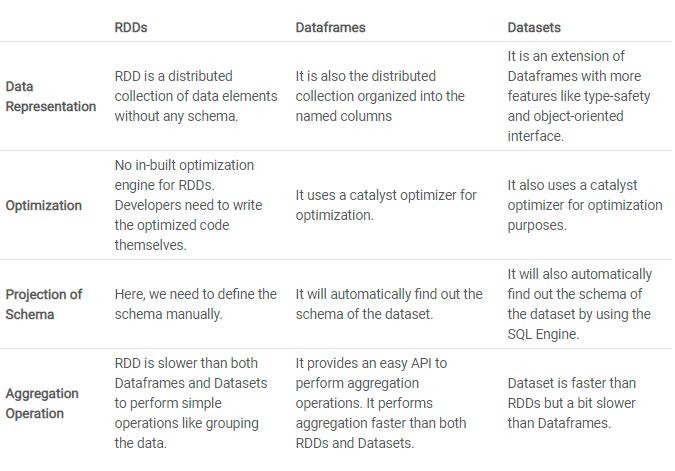 RDDs Dataframes Datasets
Data
Representation
RDD is a distributed
collection of data elements
without any schema.
It is also the distributed
collection organized into the
named columns
It is an extension of
Dataframes with more
features like type-safety
and object-oriented
interface.
Optimization
No in-built optimization
engine for RDDs.
Developers need to write
the optimized code
themselves.
It uses a catalyst optimizer for
optimization.
It also uses a catalyst
optimizer for optimization
purposes.
Projection of
Schema
Here, we need to define the
schema manually.
It will automatically find out the
schema of the dataset.
It will also automatically
find out the schema of
the dataset by using the
SQL Engine.
Aggregation
Operation
RDD is slower than both
Dataframes and Datasets
to perform simple
operations like grouping
the data.
It provides an easy API to
perform aggregation
operations. It performs
aggregation faster than both
RDDs and Datasets.
Dataset is faster than
RDDs but a bit slower
than Dataframes.